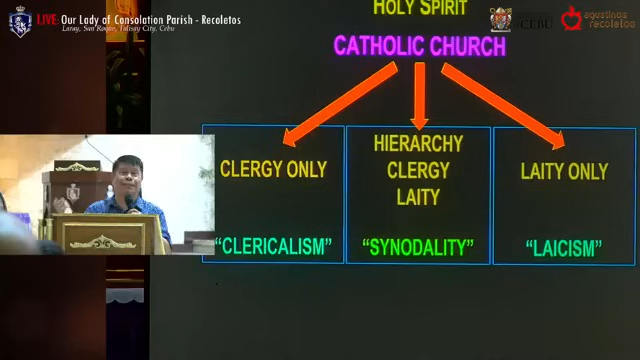 LIVE: Our Lady of Consolation Parish - Recoletos
Laray, San Roque, Talisay City, Cebu
CEBU
agustinos
recoletos
HOLY SPIRIT
CATHOLIC CHURCH
CLERGY ONLY
"CLERICALISM"
HIERARCHY
CLERGY
LAITY
"SYNODALITY"
LAITY ONLY
"LAICISM"